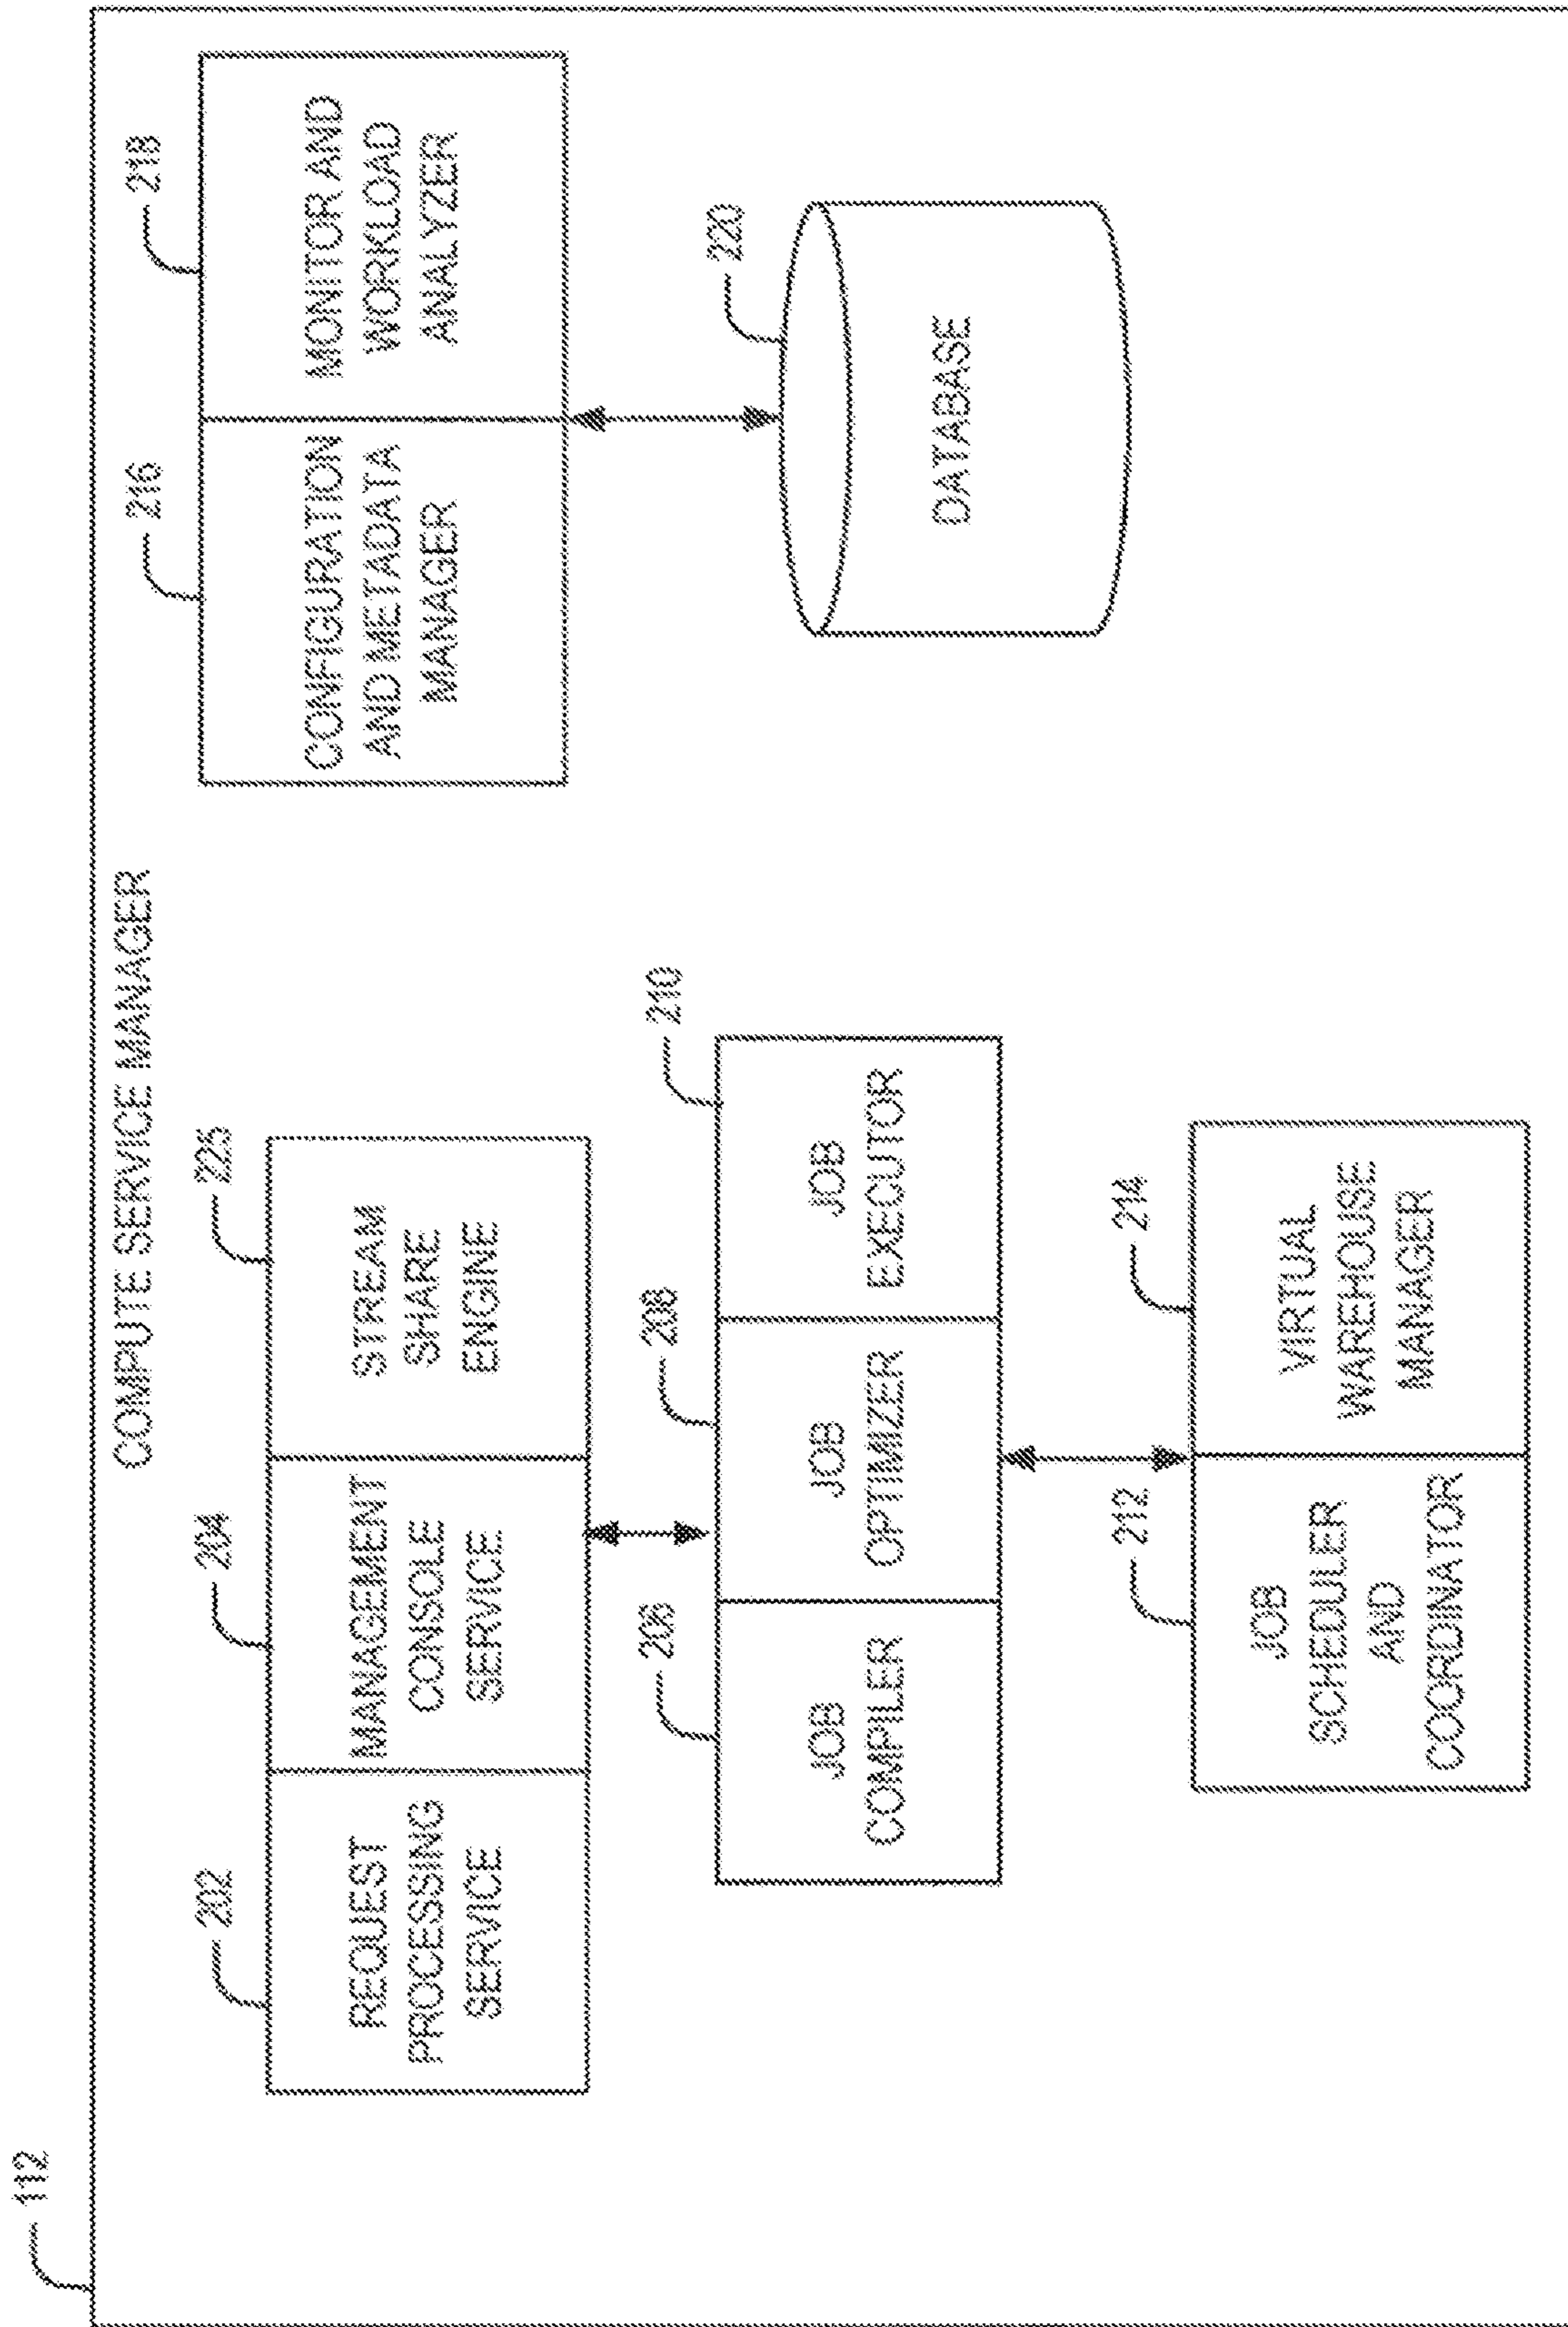 112
COMPUTE SERVICE MANAGER
202
REQUEST
PROCESSING
SERVICE
204
MANAGEMENT
CONSOLE
SERVICE
225
STREAM
SHARE
ENGINE
206
JOB
COMPILER
208
JOB
OPTIMIZER
210
JOB
EXECUTOR
212
JOB
SCHEDULER
AND
COORDINATOR
214
VIRTUAL
WAREHOUSE
MANAGER
216
CONFIGURATION
AND METADATA
MANAGER
218
MONITOR AND
WORKLOAD
ANALYZER
220
DATABASE